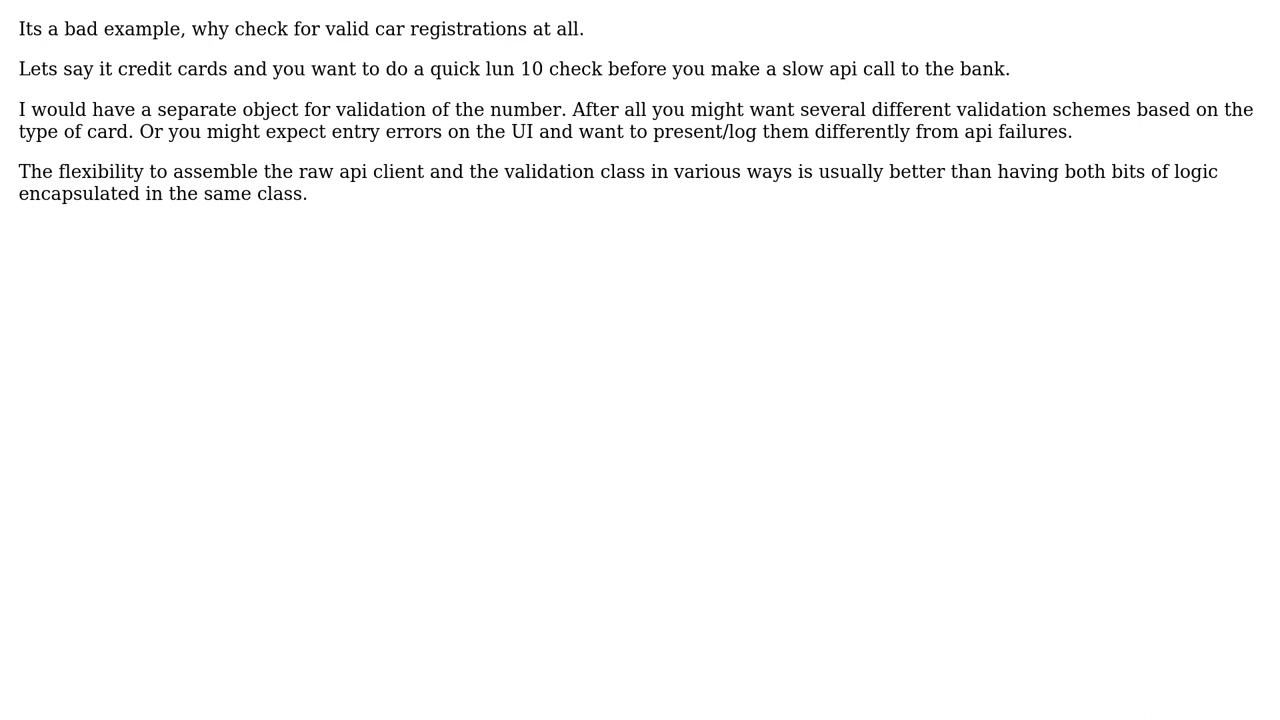 Its a bad example, why check for valid car registrations at all.
Lets say it credit cards and you want to do a quick lun 10 check before you make a slow api call to the bank.
I would have a separate object for validation of the number. After all you might want several different validation schemes based on the
type of card. Or you might expect entry errors on the UI and want to present/log them differently from api failures.
The flexibility to assemble the raw api client and the validation class in various ways is usually better than having both bits of logic
encapsulated in the same class.